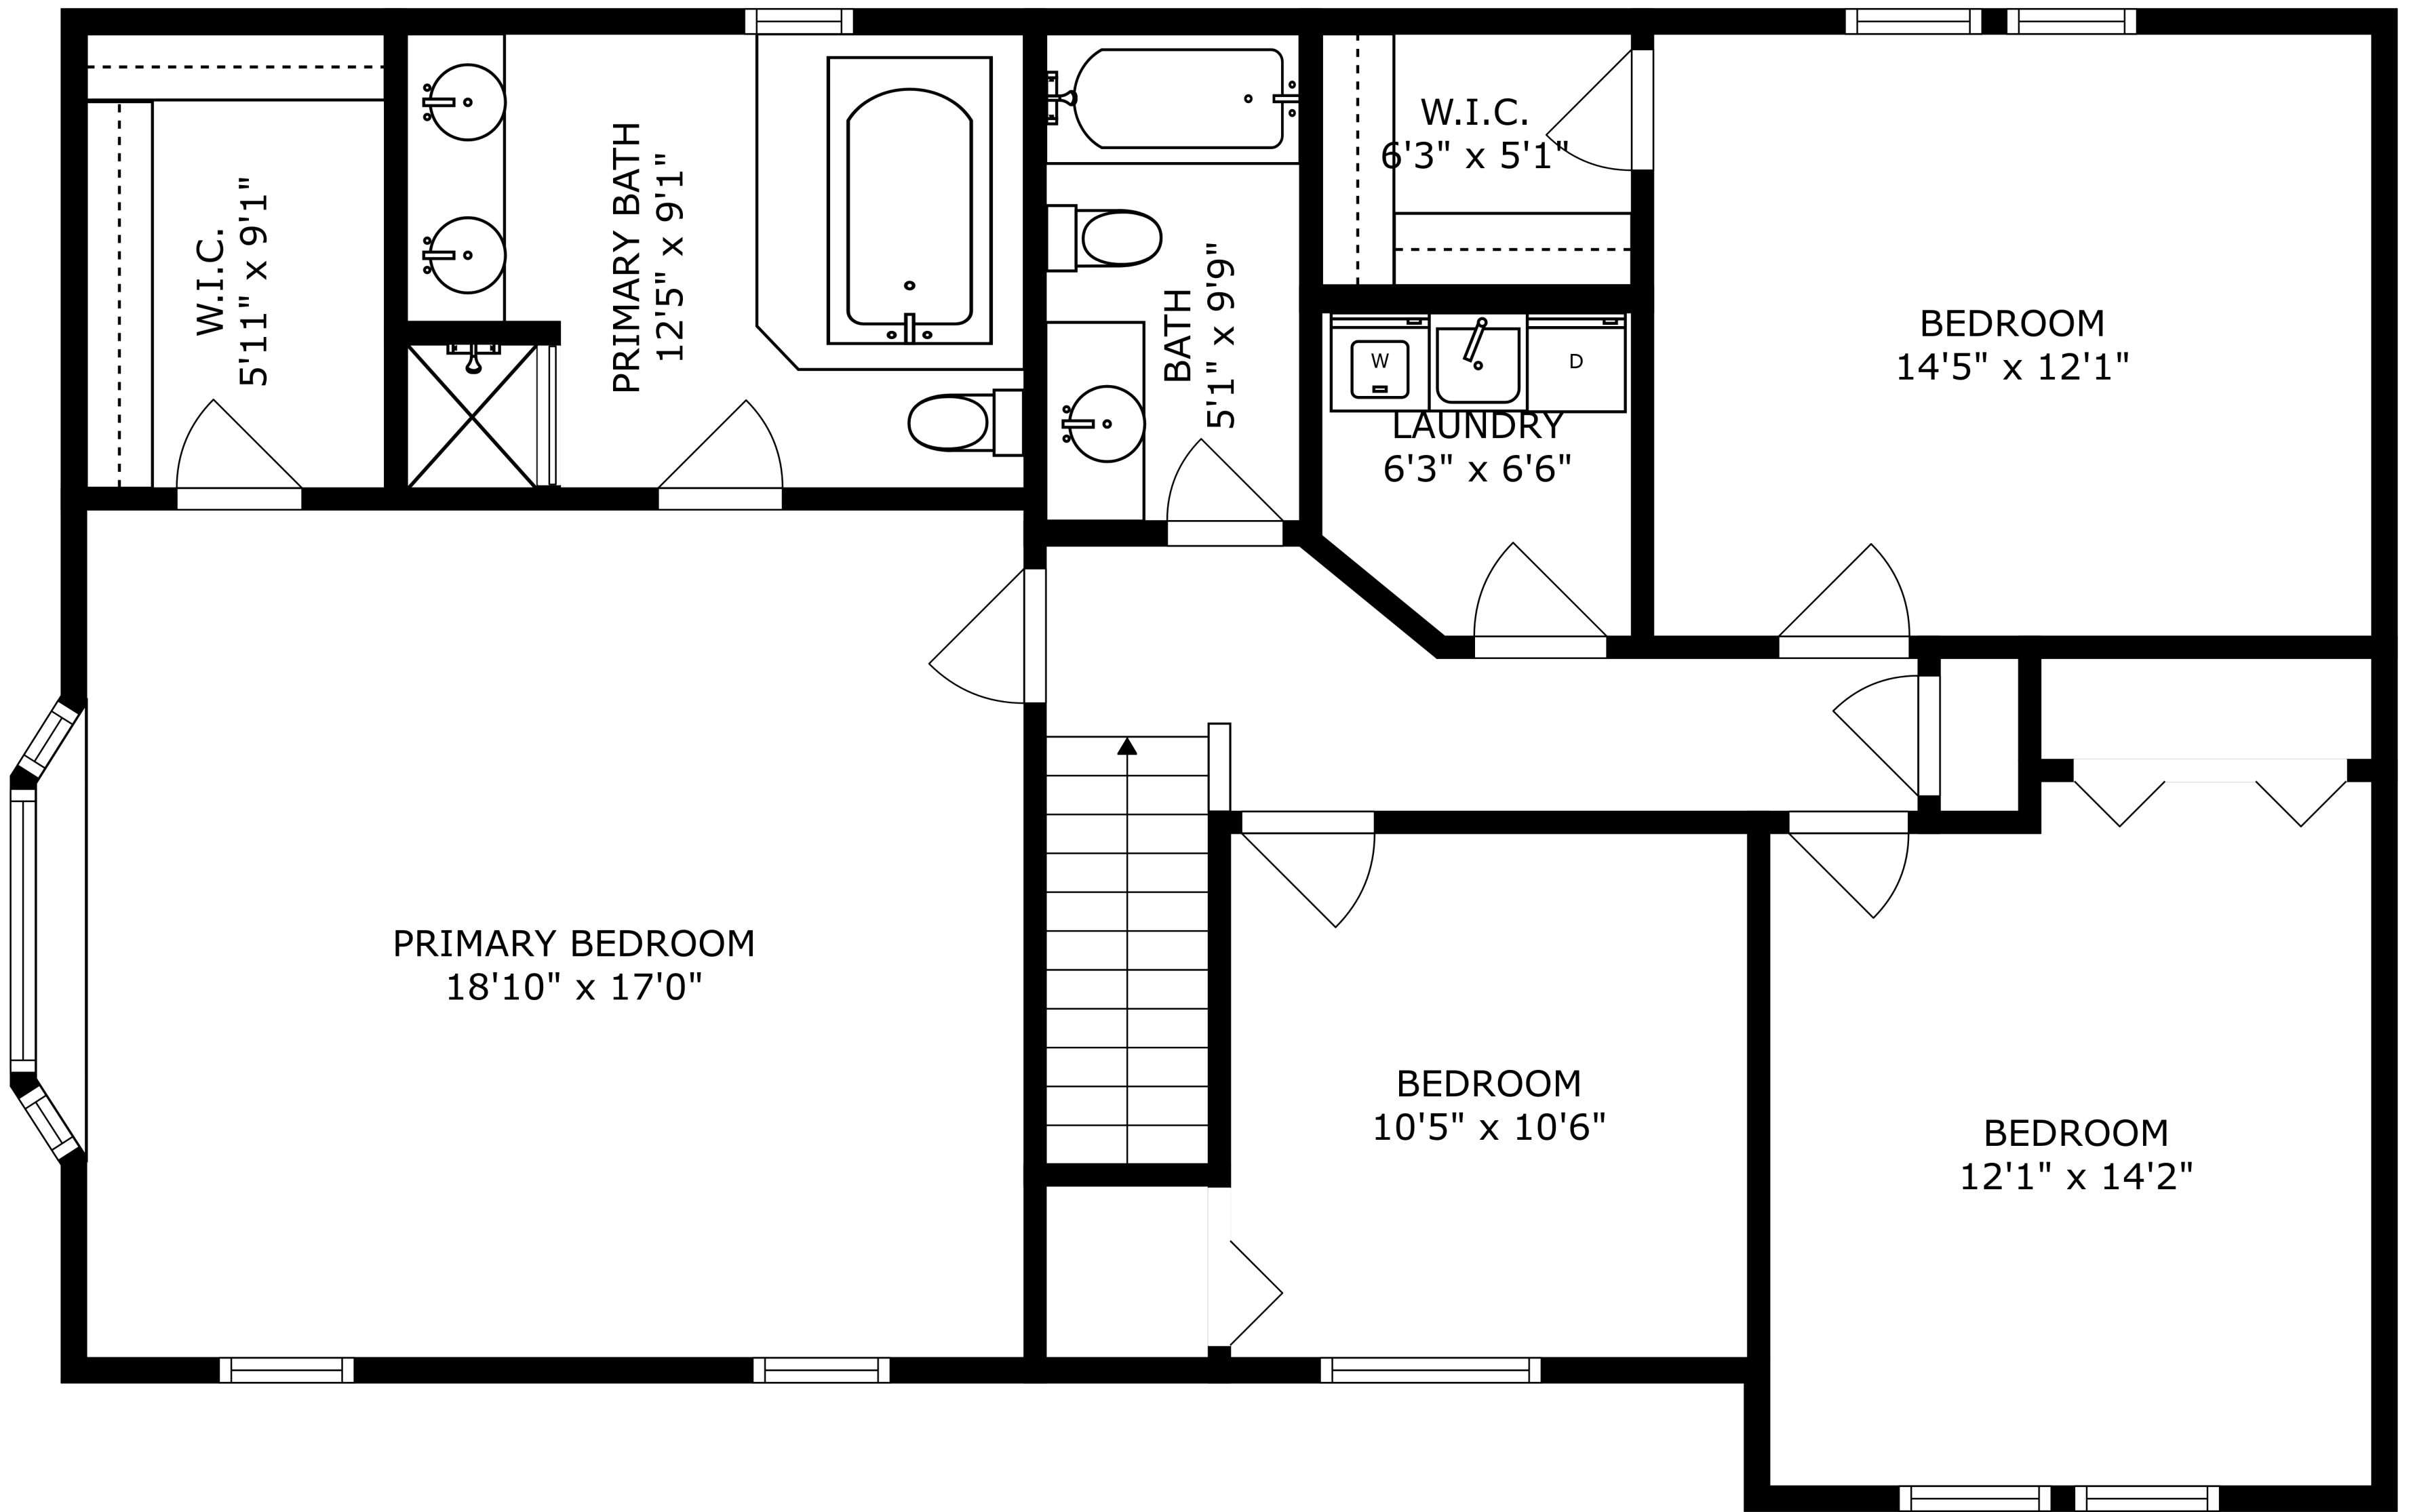 W.I.C.
5'11" x 9'1"
PRIMARY BATH
12'5" x 9'1"
BATH
5'1" x 9'9"
W.I.C.
6'3" x 5'1"
W
D
LAUNDRY
6'3" x 6'6"
BEDROOM
14'5" x 12'1"
PRIMARY BEDROOM
18'10" x 17'0"
BEDROOM
10'5" x 10'6"
BEDROOM
12'1" x 14'2"